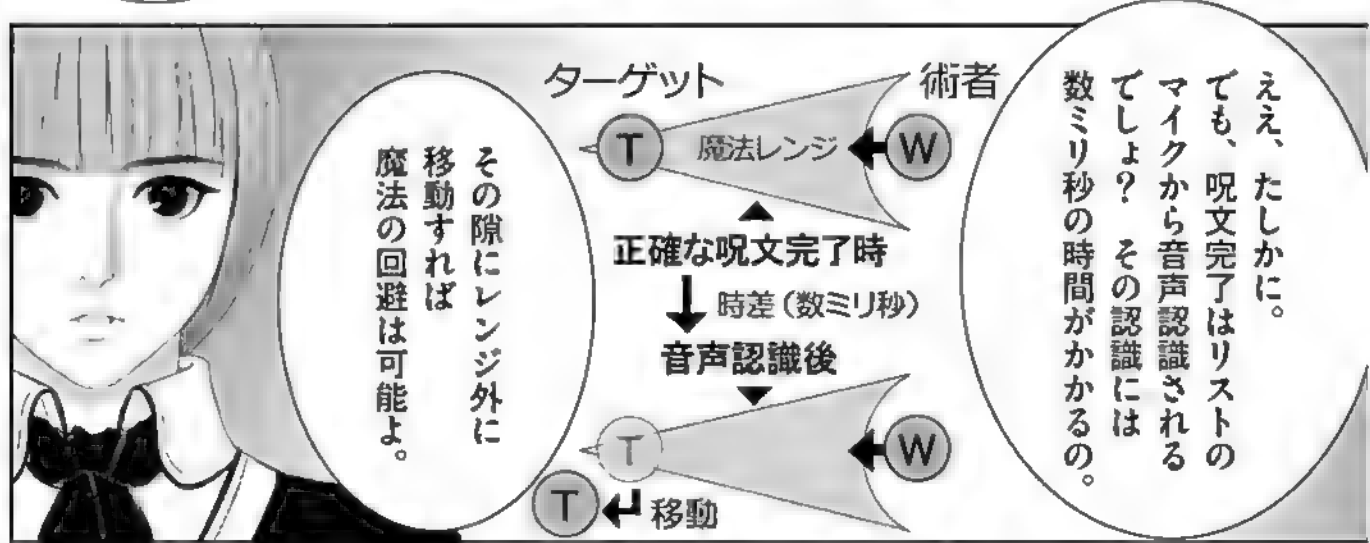 ええ、たしかに。
でも、呪文完了はリストの
マイクから音声認識される
でしょ？　その認識には
数ミリ秒の時間がかかるの。
ターゲット
術者
T
魔法レンジ
W
正確な呪文完了時
時差（数ミリ秒）
音声認識後
T
W
T
移動
その隙にレンジ外に
移動すれば
魔法の回避は可能よ。